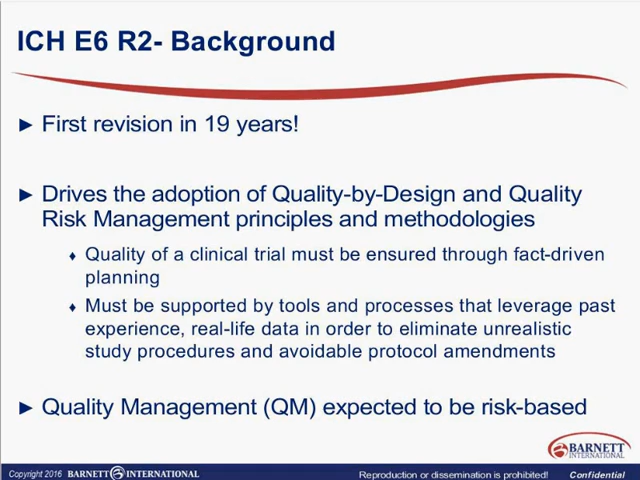 ICH E6 R2- Background
► First revision in 19 years!
► Drives the adoption of Quality-by-Design and Quality
Risk Management principles and methodologies
♦ Quality of a clinical trial must be ensured through fact-driven
planning
♦ Must be supported by tools and processes that leverage past
experience, real-life data in order to eliminate unrealistic
study procedures and avoidable protocol amendments
► Quality Management (QM) expected to be risk-based
BARNETT
INTERNATIONAL
Copyright 2016 BARNETT INTERNATIONAL Reproduction or dissemination is prohibited! Confidential